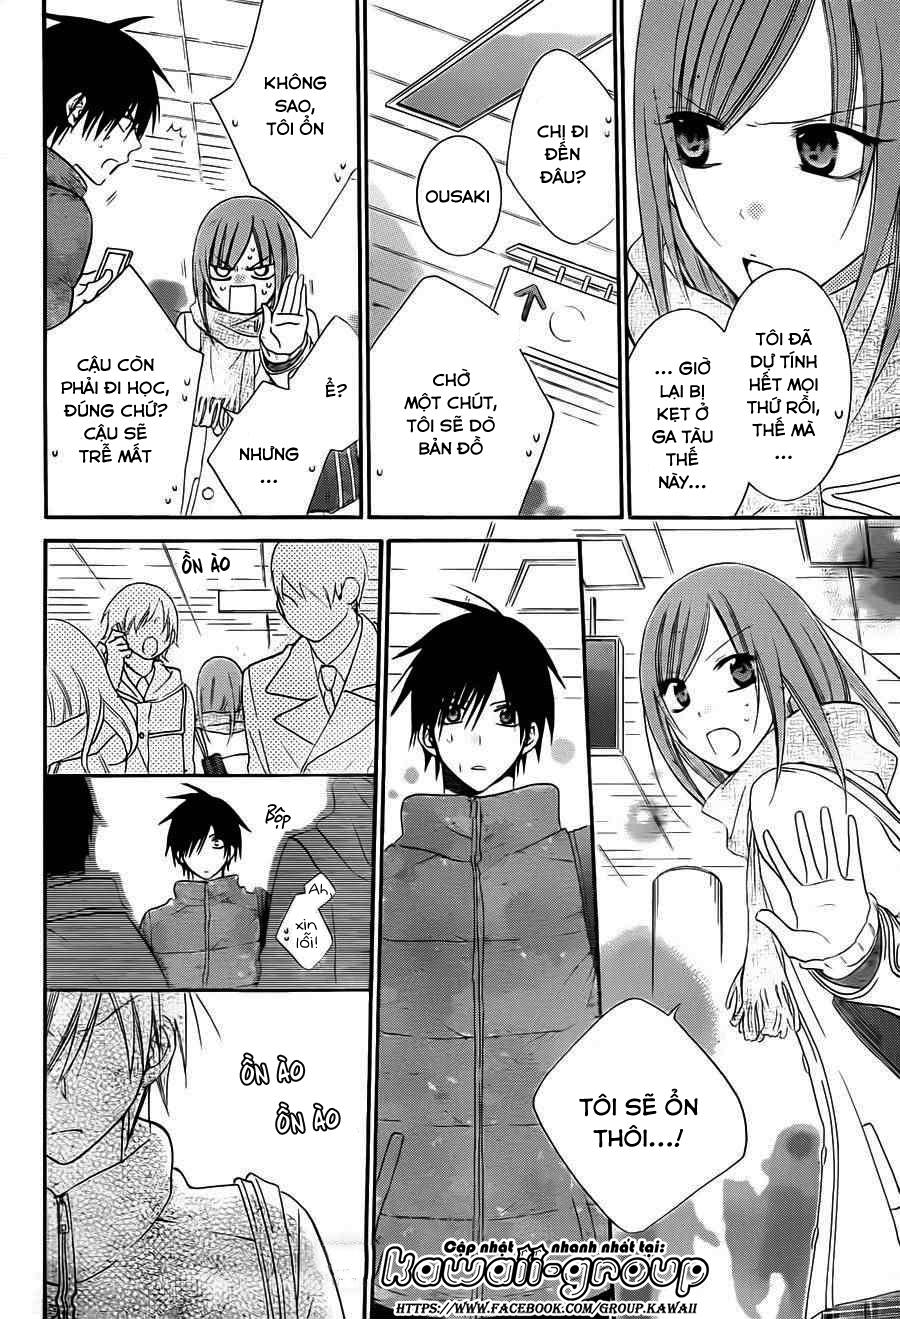 TÔI ĐÃ
DỰ TÍNH
HẾT MỌI
THỨ RỒI,
THẾ MÀ
...
... GIỜ
LẠI BỊ
KẸT Ở
GA TÀU
THẾ
NÀY...
CHỊ ĐI
ĐẾN
ĐÂU?
OUSAKI
CHỜ
MỘT CHÚT,
TÔI SẼ DÒ
BẢN ĐỒ
KHÔNG
SAO,
TÔI ỔN
Ể?
NHƯNG
...
CẬU CÒN
PHẢI ĐI HỌC,
ĐÚNG CHỨ?
CẬU SẼ
TRỄ MẤT
TÔI SẼ ỔN
THÔI...!
ỒN ÀO
Bộp
Ah,
xin
lỗi!
ỒN ÀO
ỒN ÀO
Cập nhật nhanh nhất tại:
kawaii-group
HTTPS://WWW.FACEBOOK.COM/GROUP.KAWAII